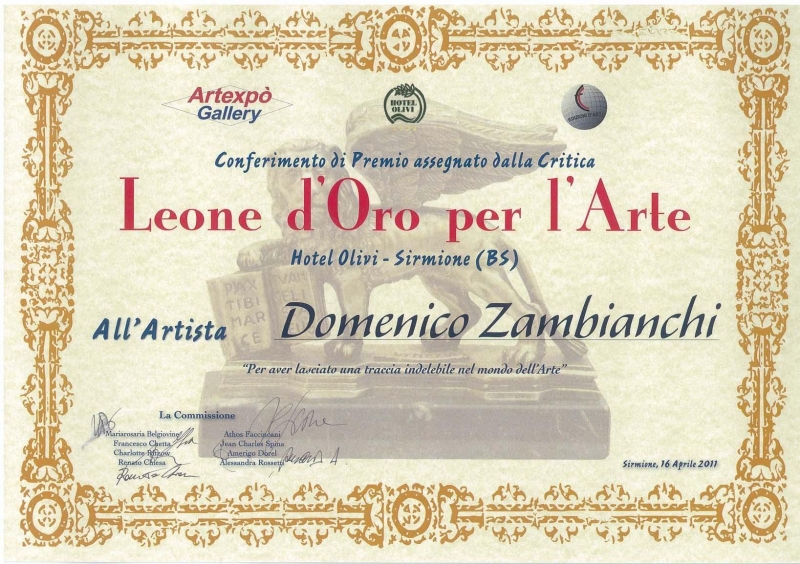 Artexpò
Gallery
HOTEL
OLIVI
Conferimento di Premio assegnato dalla Critica
Leone d'Oro per l'Arte
Hotel Olivi - Sirmione (BS)
PAX
TIBI
MAR
CE
All'Artista Domenico Zambianchi
"Per aver lasciato una traccia indelebile nel mondo dell'Arte"
La Commissione
Mariarosaria Belgiovine Athos Faccincani
Francesco Chetta Jean Charles Spina
Charlotte Ritzow Amerigo Dorel
Renato Chiesa Alessandra Rossetti
Sirmione, 16 Aprile 2011